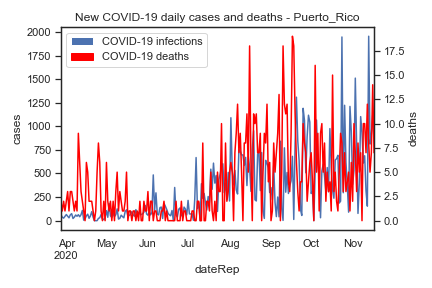 New COVID-19 daily cases and deaths - Puerto_Rico
COVID-19 infections
COVID-19 deaths
cases
2000
1750
1500
1250
1000
750
500
250
0
deaths
17.5
15.0
12.5
10.0
7.5
5.0
2.5
0.0
Apr May Jun Jul Aug Sep Oct Nov
2020
dateRep